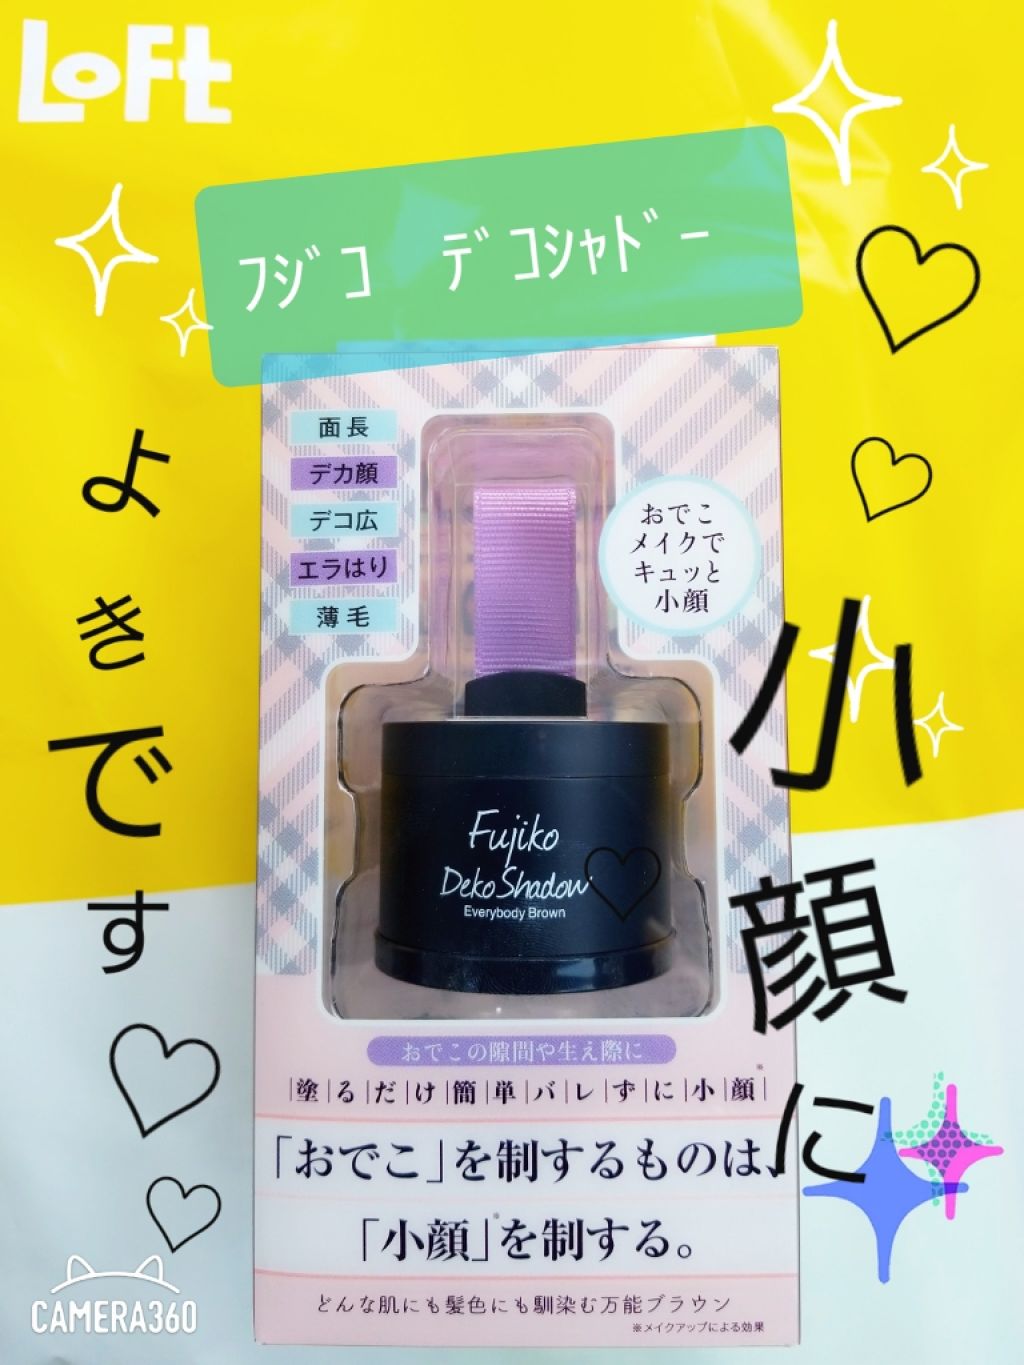 LOFT
ﾌｼﾞｺ　ﾃﾞｺｼｬﾄﾞｰ
小顔に
よきです
面長
デカ顔
デコ広
エラはり
薄毛
おでこ
メイクで
キュッと
小顔
Fujiko
Deko Shadow
Everybody Brown
おでこの隙間や生え際に
塗るだけ簡単バレずに小顔※
「おでこ」を制するものは、
「小顔」※を制する。
どんな肌にも髪色にも馴染む万能ブラウン
※メイクアップによる効果
CAMERA360